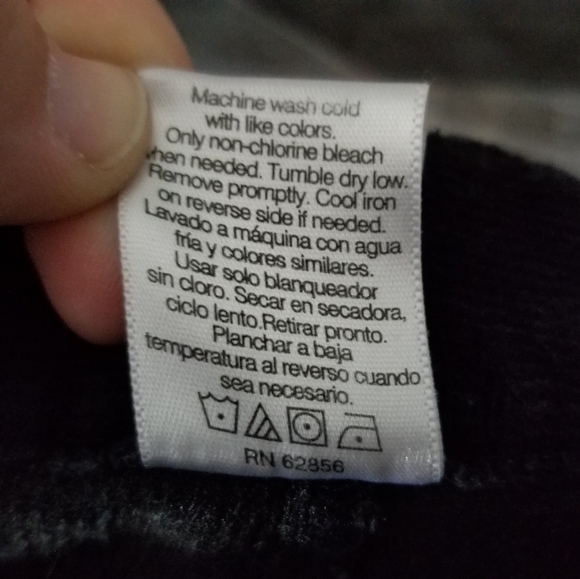 Machine wash cold
with like colors.
Only non-chlorine bleach
when needed. Tumble dry low.
Remove promptly. Cool iron
on reverse side if needed.
Lavado a máquina con agua
fría y colores similares.
Usar solo blanqueador
sin cloro. Secar en secadora,
ciclo lento.Retirar pronto.
Planchar a baja
temperatura al reverso cuando
sea necesario.
RN 62856